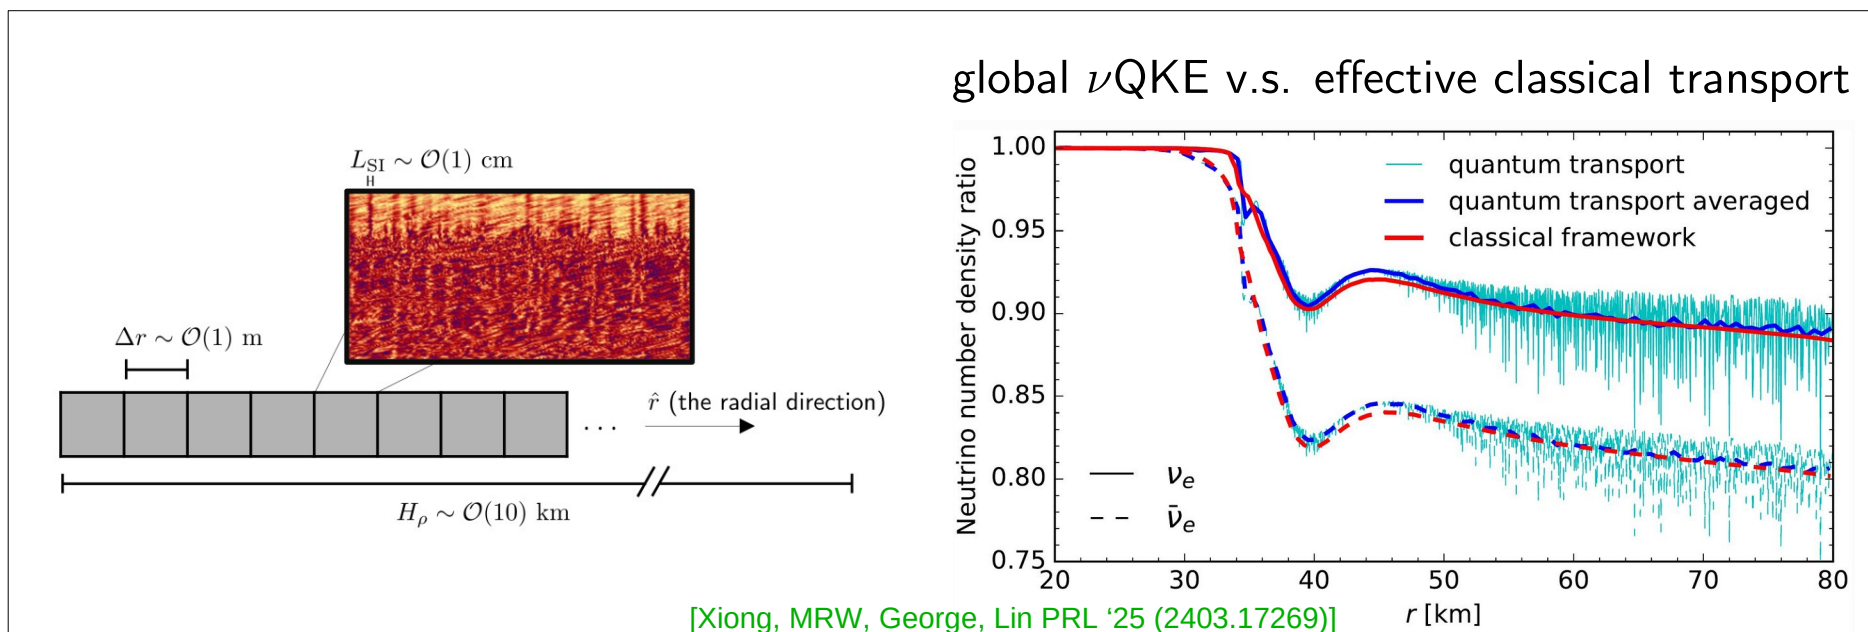 global νQKE v.s. effective classical transport
L_SI ∼ O(1) cm
Δr ∼ O(1) m
r̂ (the radial direction)
. . .
H_ρ ∼ O(10) km
Neutrino number density ratio
1.00
0.95
0.90
0.85
0.80
0.75
quantum transport
quantum transport averaged
classical framework
ν_e
ν̄_e
20 30 40 50 60 70 80
r [km]
[Xiong, MRW, George, Lin PRL ‘25 (2403.17269)]